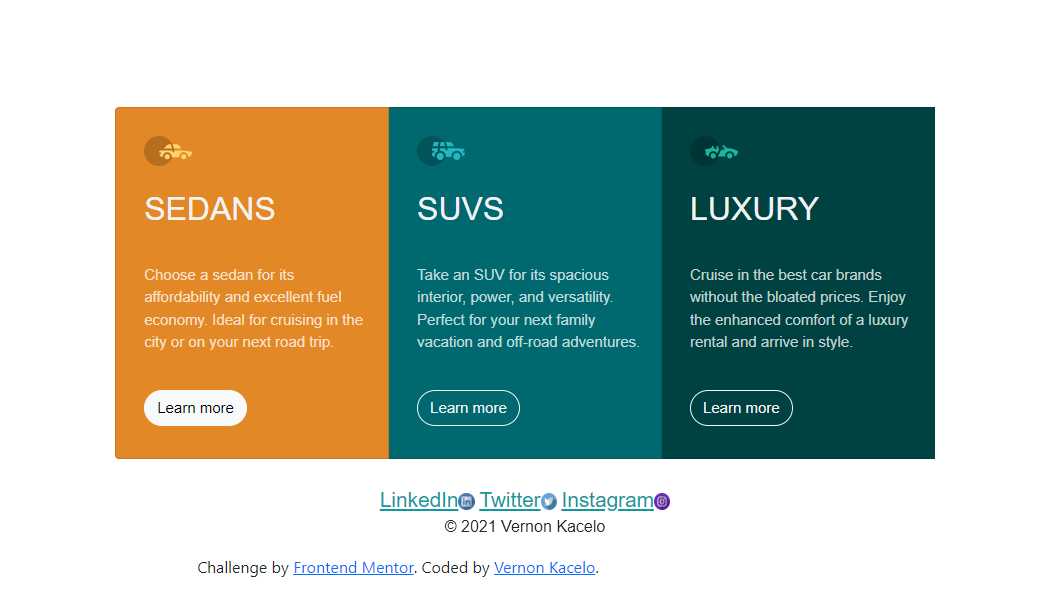 SEDANS
Choose a sedan for its
affordability and excellent fuel
economy. Ideal for cruising in the
city or on your next road trip.
Learn more
SUVS
Take an SUV for its spacious
interior, power, and versatility.
Perfect for your next family
vacation and off-road adventures.
Learn more
LUXURY
Cruise in the best car brands
without the bloated prices. Enjoy
the enhanced comfort of a luxury
rental and arrive in style.
Learn more
LinkedIn Twitter Instagram
© 2021 Vernon Kacelo
Challenge by Frontend Mentor. Coded by Vernon Kacelo.